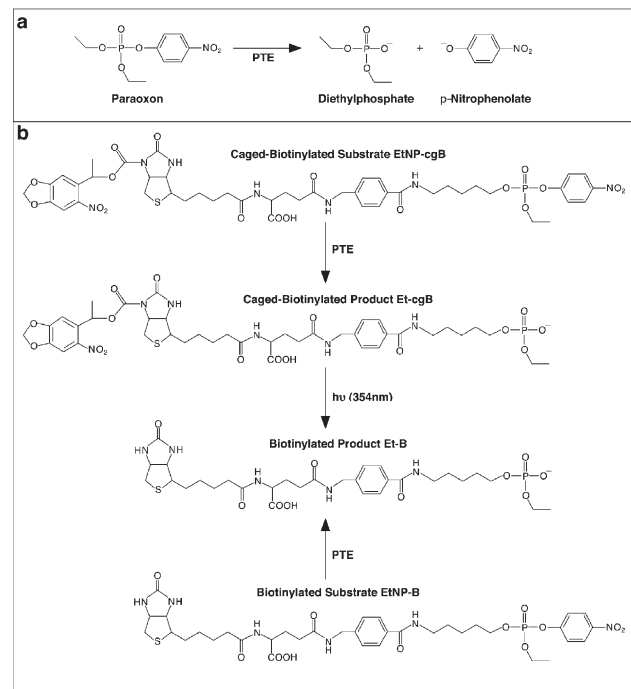 a
PTE
+
Paraoxon
Diethylphosphate
p-Nitrophenolate
b
Caged-Biotinylated Substrate EtNP-cgB
PTE
Caged-Biotinylated Product Et-cgB
hυ (354nm)
Biotinylated Product Et-B
PTE
Biotinylated Substrate EtNP-B